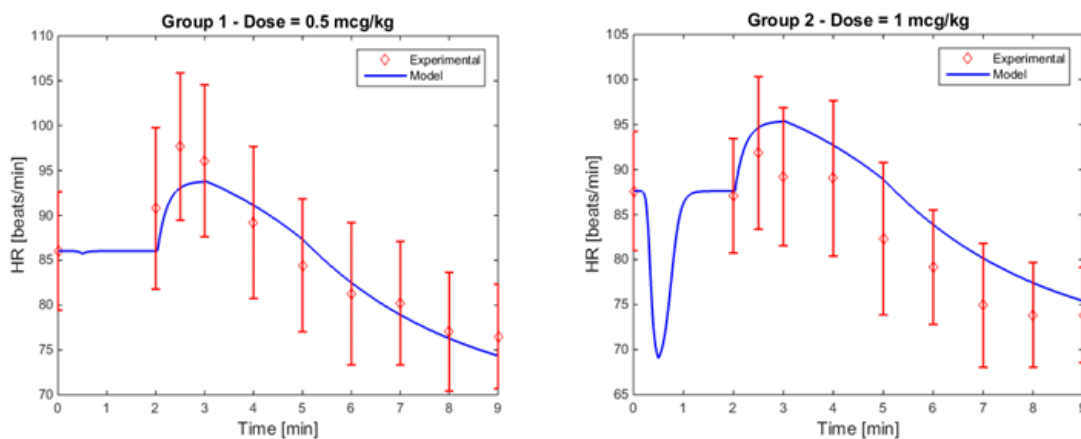 Group 1 - Dose = 0.5 mcg/kg
110
105
100
95
90
85
80
75
70
HR [beats/min]
0 1 2 3 4 5 6 7 8 9
Time [min]
Experimental
Model
Group 2 - Dose = 1 mcg/kg
105
100
95
90
85
80
75
70
65
HR [beats/min]
0 1 2 3 4 5 6 7 8 9
Time [min]
Experimental
Model